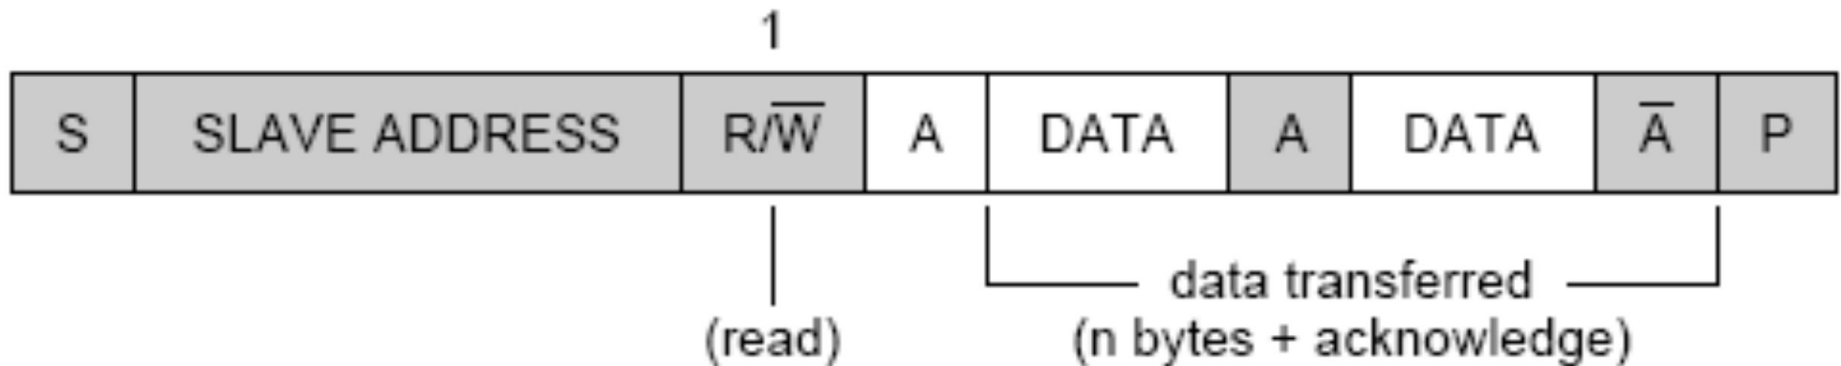 1
S SLAVE ADDRESS R/W̅ A DATA A DATA A̅ P
data transferred
(read) (n bytes + acknowledge)